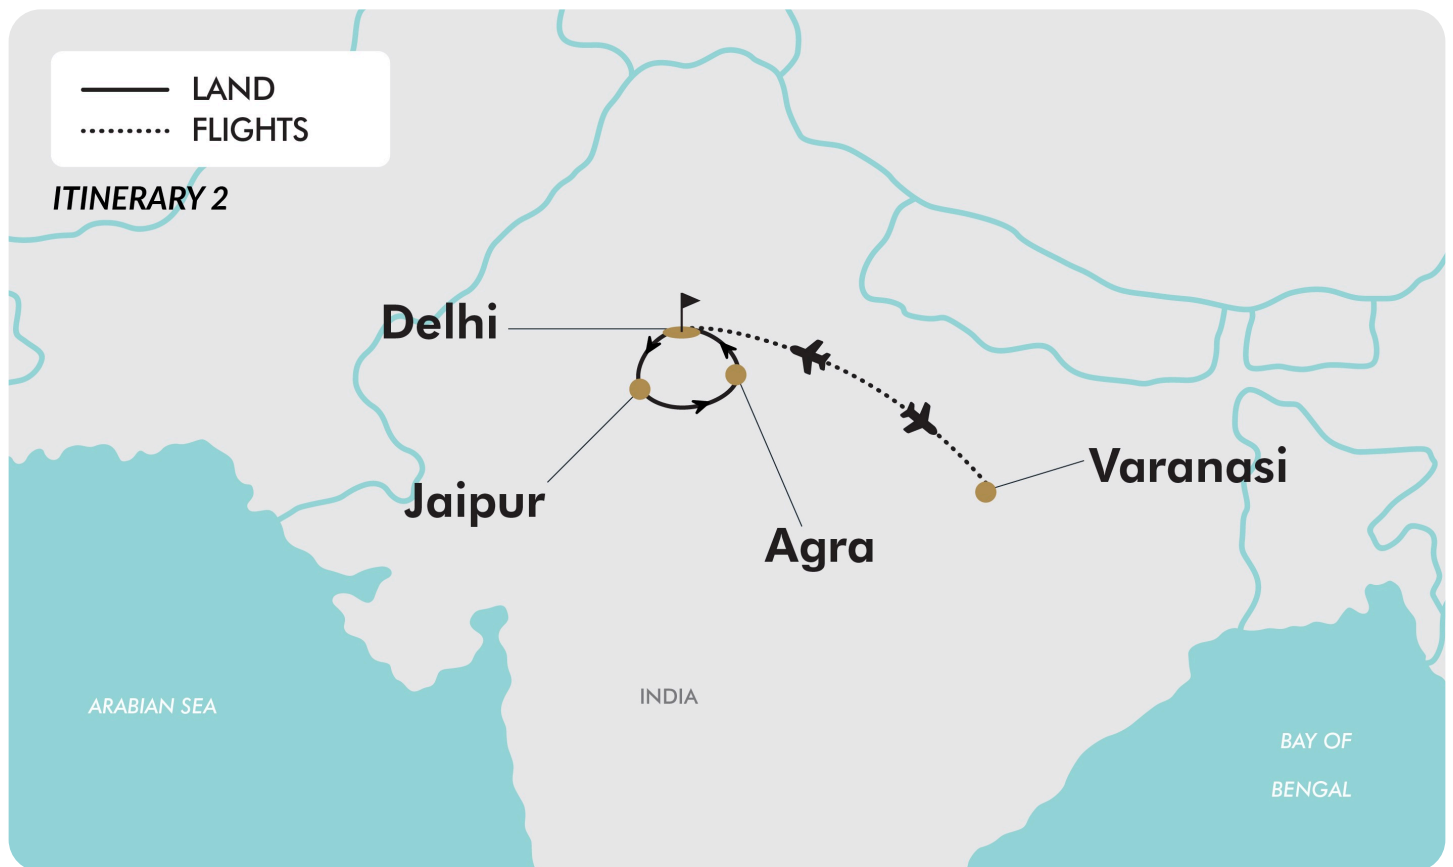 LAND
FLIGHTS
ITINERARY 2
Delhi
Varanasi
Jaipur
Agra
INDIA
ARABIAN SEA
BAY OF
BENGAL